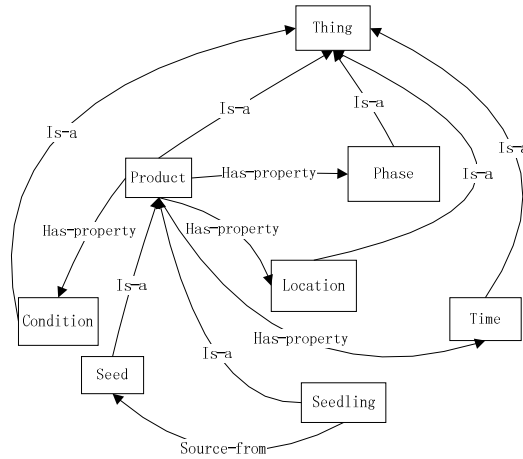 Thing
Is-a
Is-a
Is-a
Is-a
Is-a
Product
Has-property
Phase
Has-property
Has-property
Location
Is-a
Condition
Time
Has-property
Is-a
Seed
Seedling
Source-from